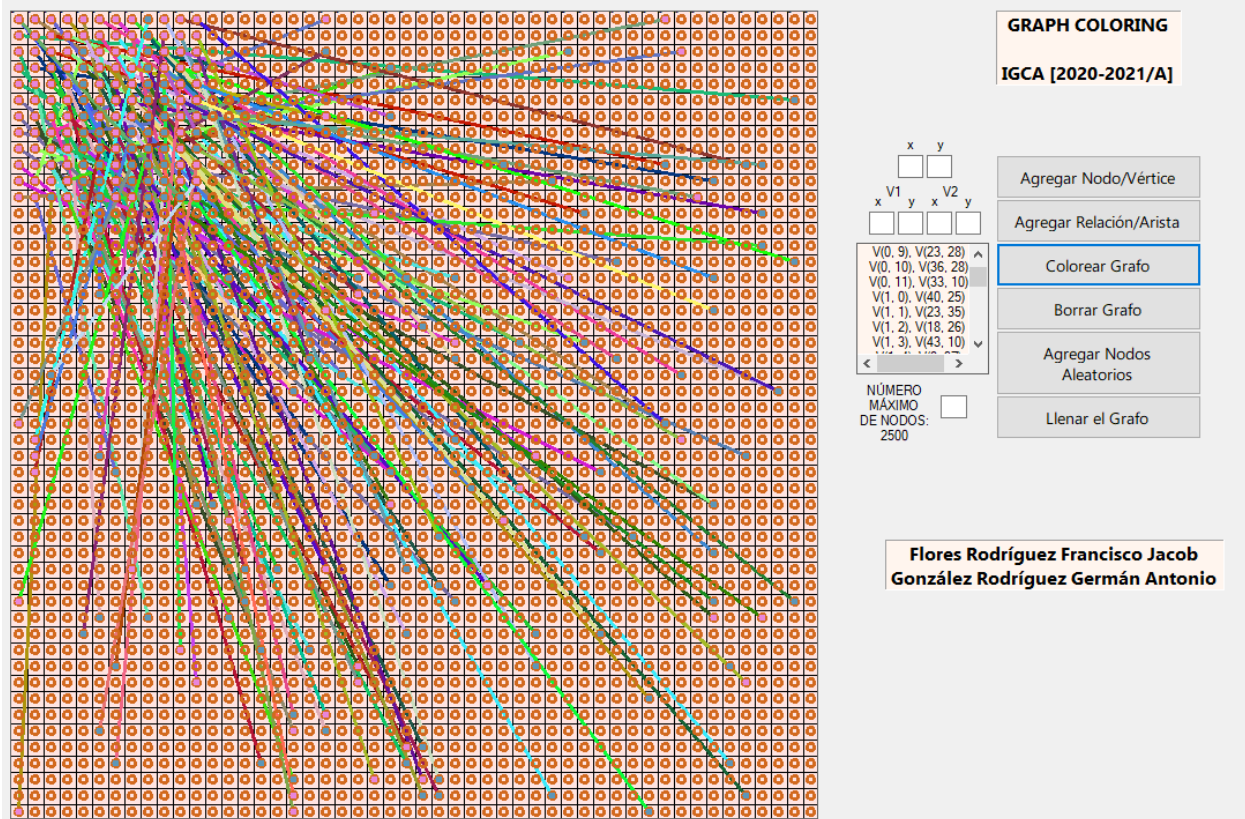 GRAPH COLORING
IGCA [2020-2021/A]
x y
V1 V2
x y x y
Agregar Nodo/Vértice
Agregar Relación/Arista
Colorear Grafo
Borrar Grafo
Agregar Nodos
Aleatorios
Llenar el Grafo
V(0, 9), V(23, 28)
V(0, 10), V(36, 28)
V(0, 11), V(33, 10)
V(1, 0), V(40, 25)
V(1, 1), V(23, 35)
V(1, 2), V(18, 26)
V(1, 3), V(43, 10)
NÚMERO
MÁXIMO
DE NODOS:
2500
Flores Rodríguez Francisco Jacob
González Rodríguez Germán Antonio